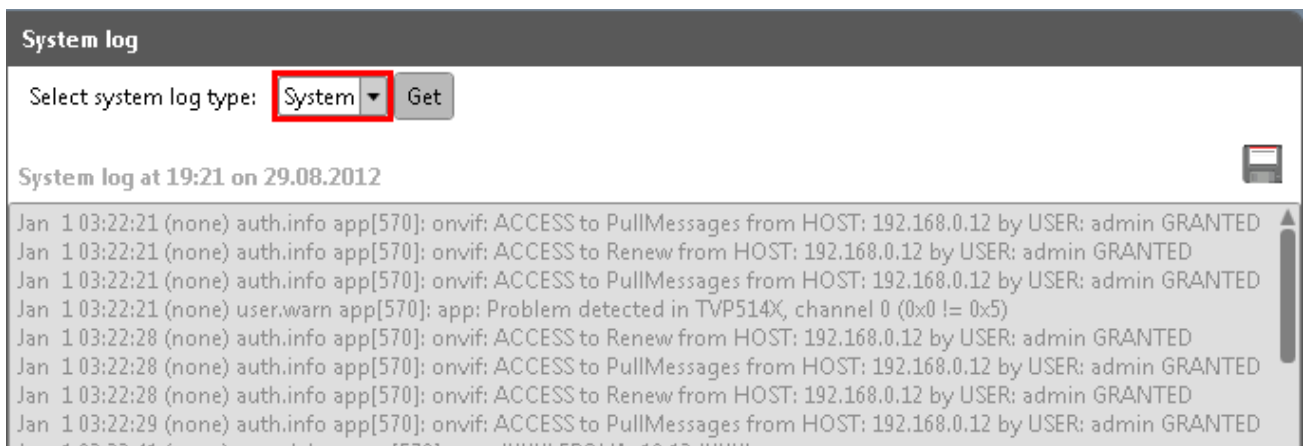 System log
Select system log type: System Get
System log at 19:21 on 29.08.2012
Jan 1 03:22:21 (none) auth.info app[570]: onvif: ACCESS to PullMessages from HOST: 192.168.0.12 by USER: admin GRANTED
Jan 1 03:22:21 (none) auth.info app[570]: onvif: ACCESS to Renew from HOST: 192.168.0.12 by USER: admin GRANTED
Jan 1 03:22:21 (none) auth.info app[570]: onvif: ACCESS to PullMessages from HOST: 192.168.0.12 by USER: admin GRANTED
Jan 1 03:22:21 (none) user.warn app[570]: app: Problem detected in TVP514X, channel 0 (0x0 != 0x5)
Jan 1 03:22:28 (none) auth.info app[570]: onvif: ACCESS to Renew from HOST: 192.168.0.12 by USER: admin GRANTED
Jan 1 03:22:28 (none) auth.info app[570]: onvif: ACCESS to PullMessages from HOST: 192.168.0.12 by USER: admin GRANTED
Jan 1 03:22:28 (none) auth.info app[570]: onvif: ACCESS to Renew from HOST: 192.168.0.12 by USER: admin GRANTED
Jan 1 03:22:29 (none) auth.info app[570]: onvif: ACCESS to PullMessages from HOST: 192.168.0.12 by USER: admin GRANTED